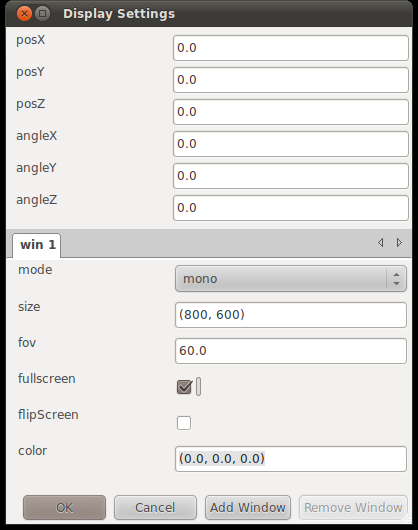 Display Settings
posX 0.0
posY 0.0
posZ 0.0
angleX 0.0
angleY 0.0
angleZ 0.0
win 1
mode mono
size (800, 600)
fov 60.0
fullscreen
flipScreen
color (0.0, 0.0, 0.0)
OK Cancel Add Window Remove Window